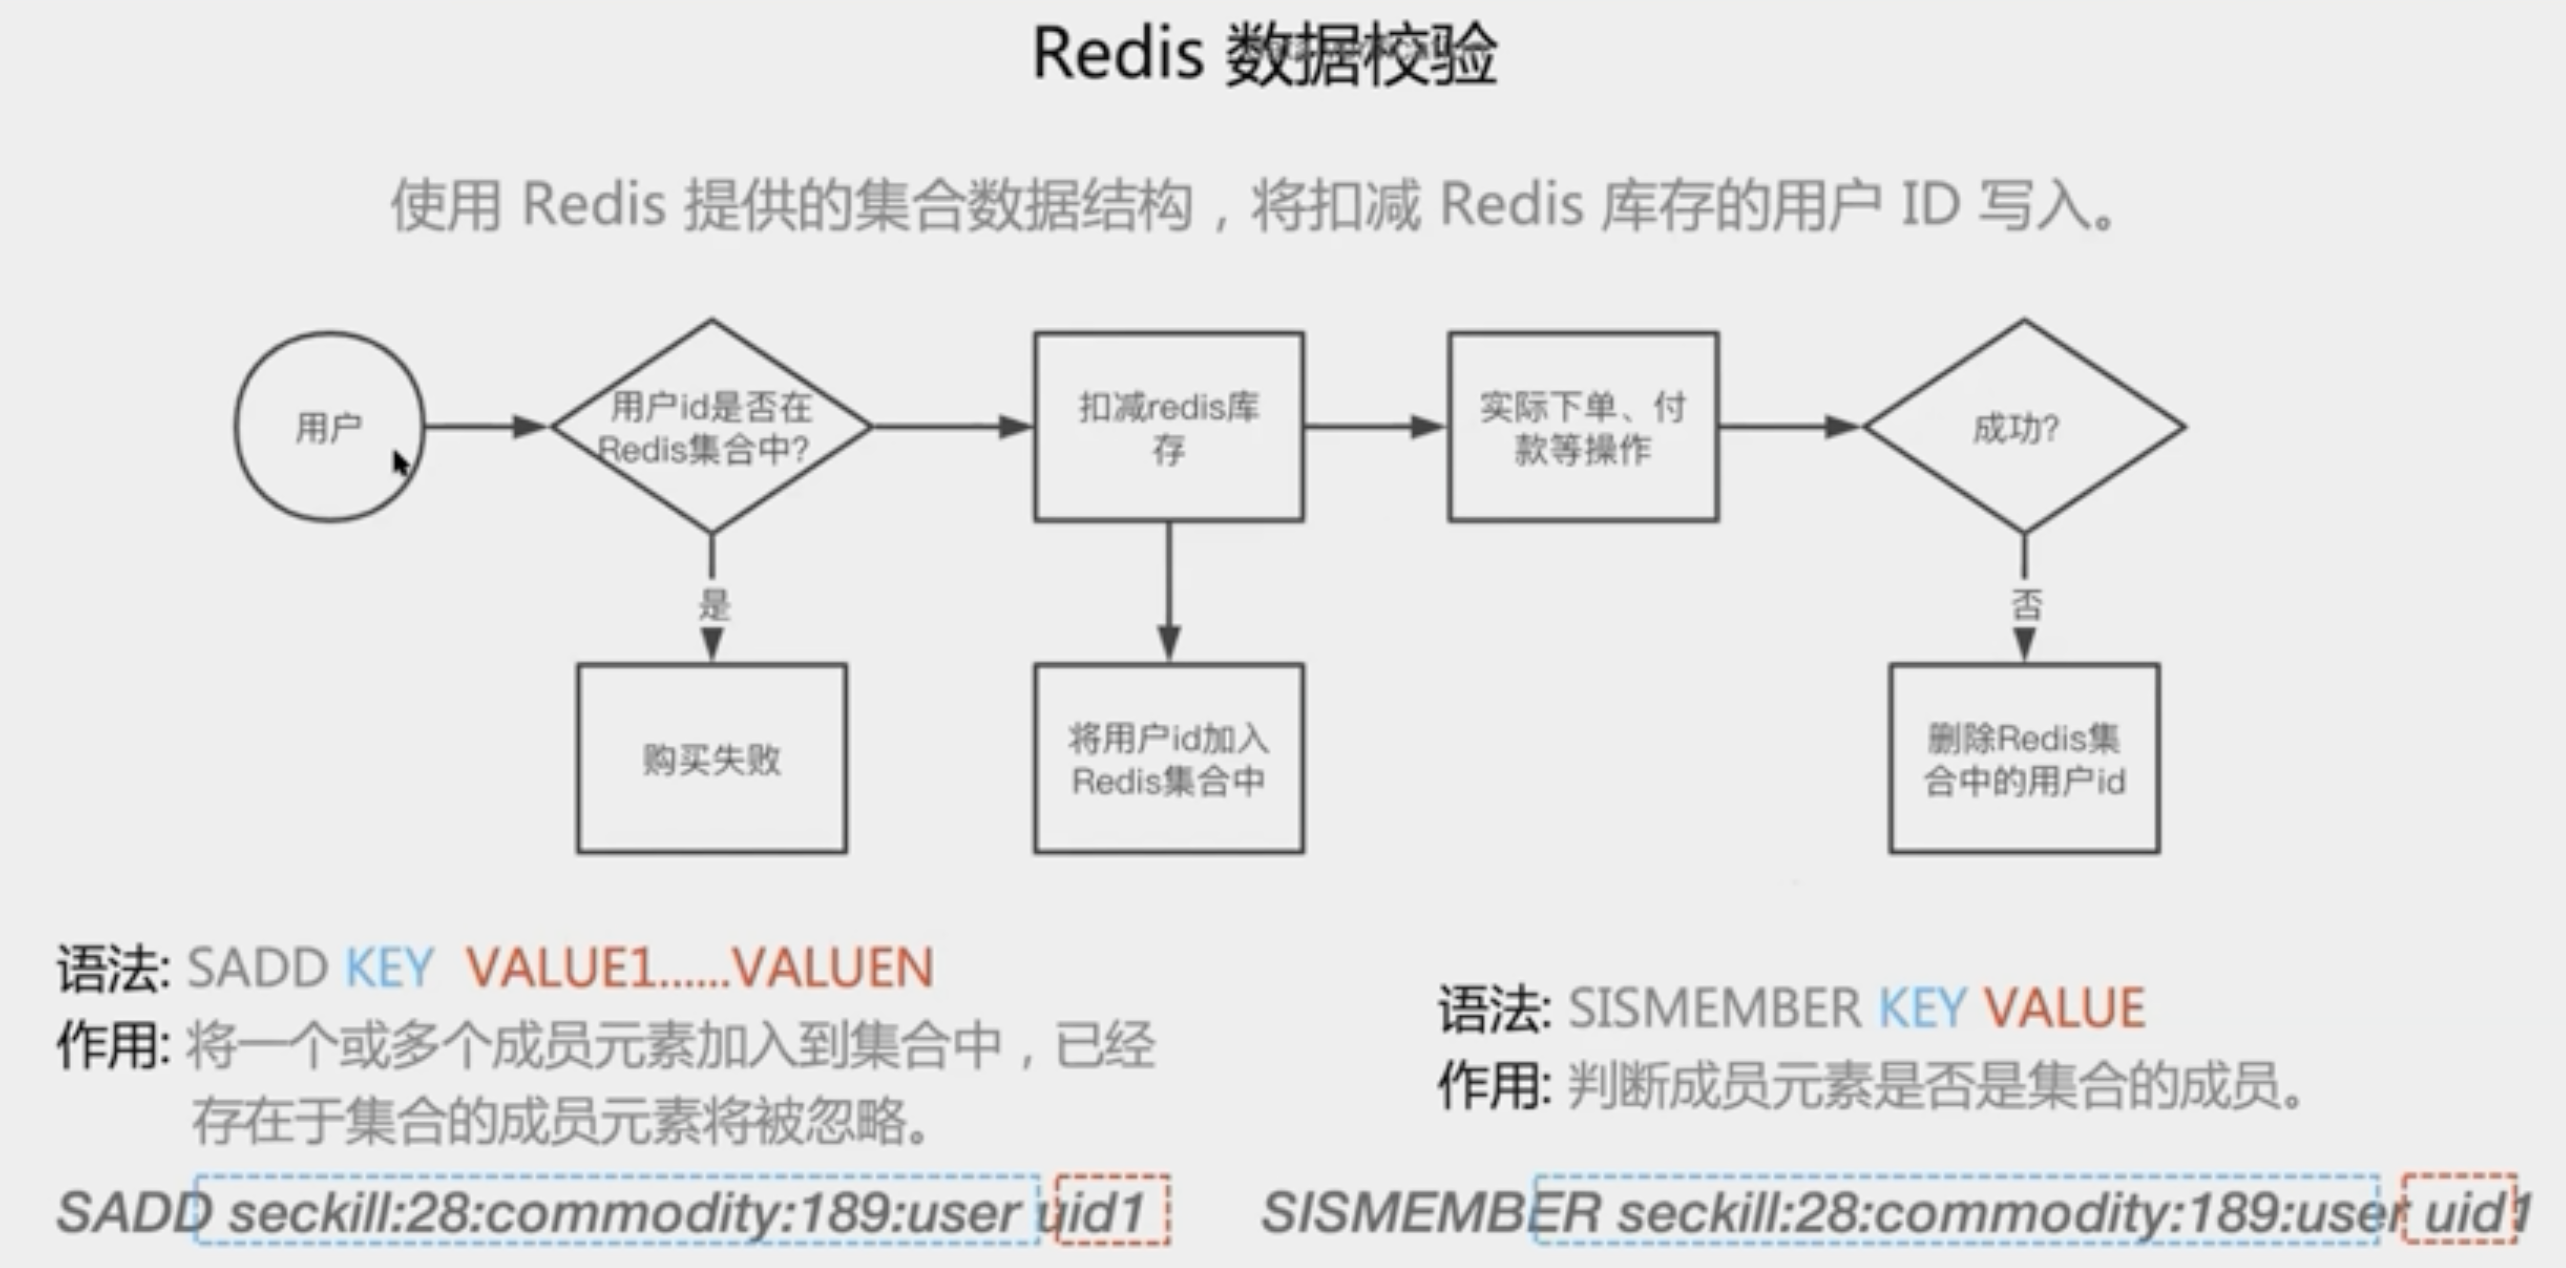 Redis 数据校验
使用 Redis 提供的集合数据结构，将扣减 Redis 库存的用户 ID 写入。
用户
用户id是否在
Redis集合中?
扣减redis库
存
实际下单、付
款等操作
成功?
是
否
购买失败
将用户id加入
Redis集合中
删除Redis集
合中的用户id
语法: SADD KEY VALUE1......VALUEN
作用: 将一个或多个成员元素加入到集合中，已经
存在于集合的成员元素将被忽略。
SADD seckill:28:commodity:189:user uid1
语法: SISMEMBER KEY VALUE
作用: 判断成员元素是否是集合的成员。
SISMEMBER seckill:28:commodity:189:user uid1